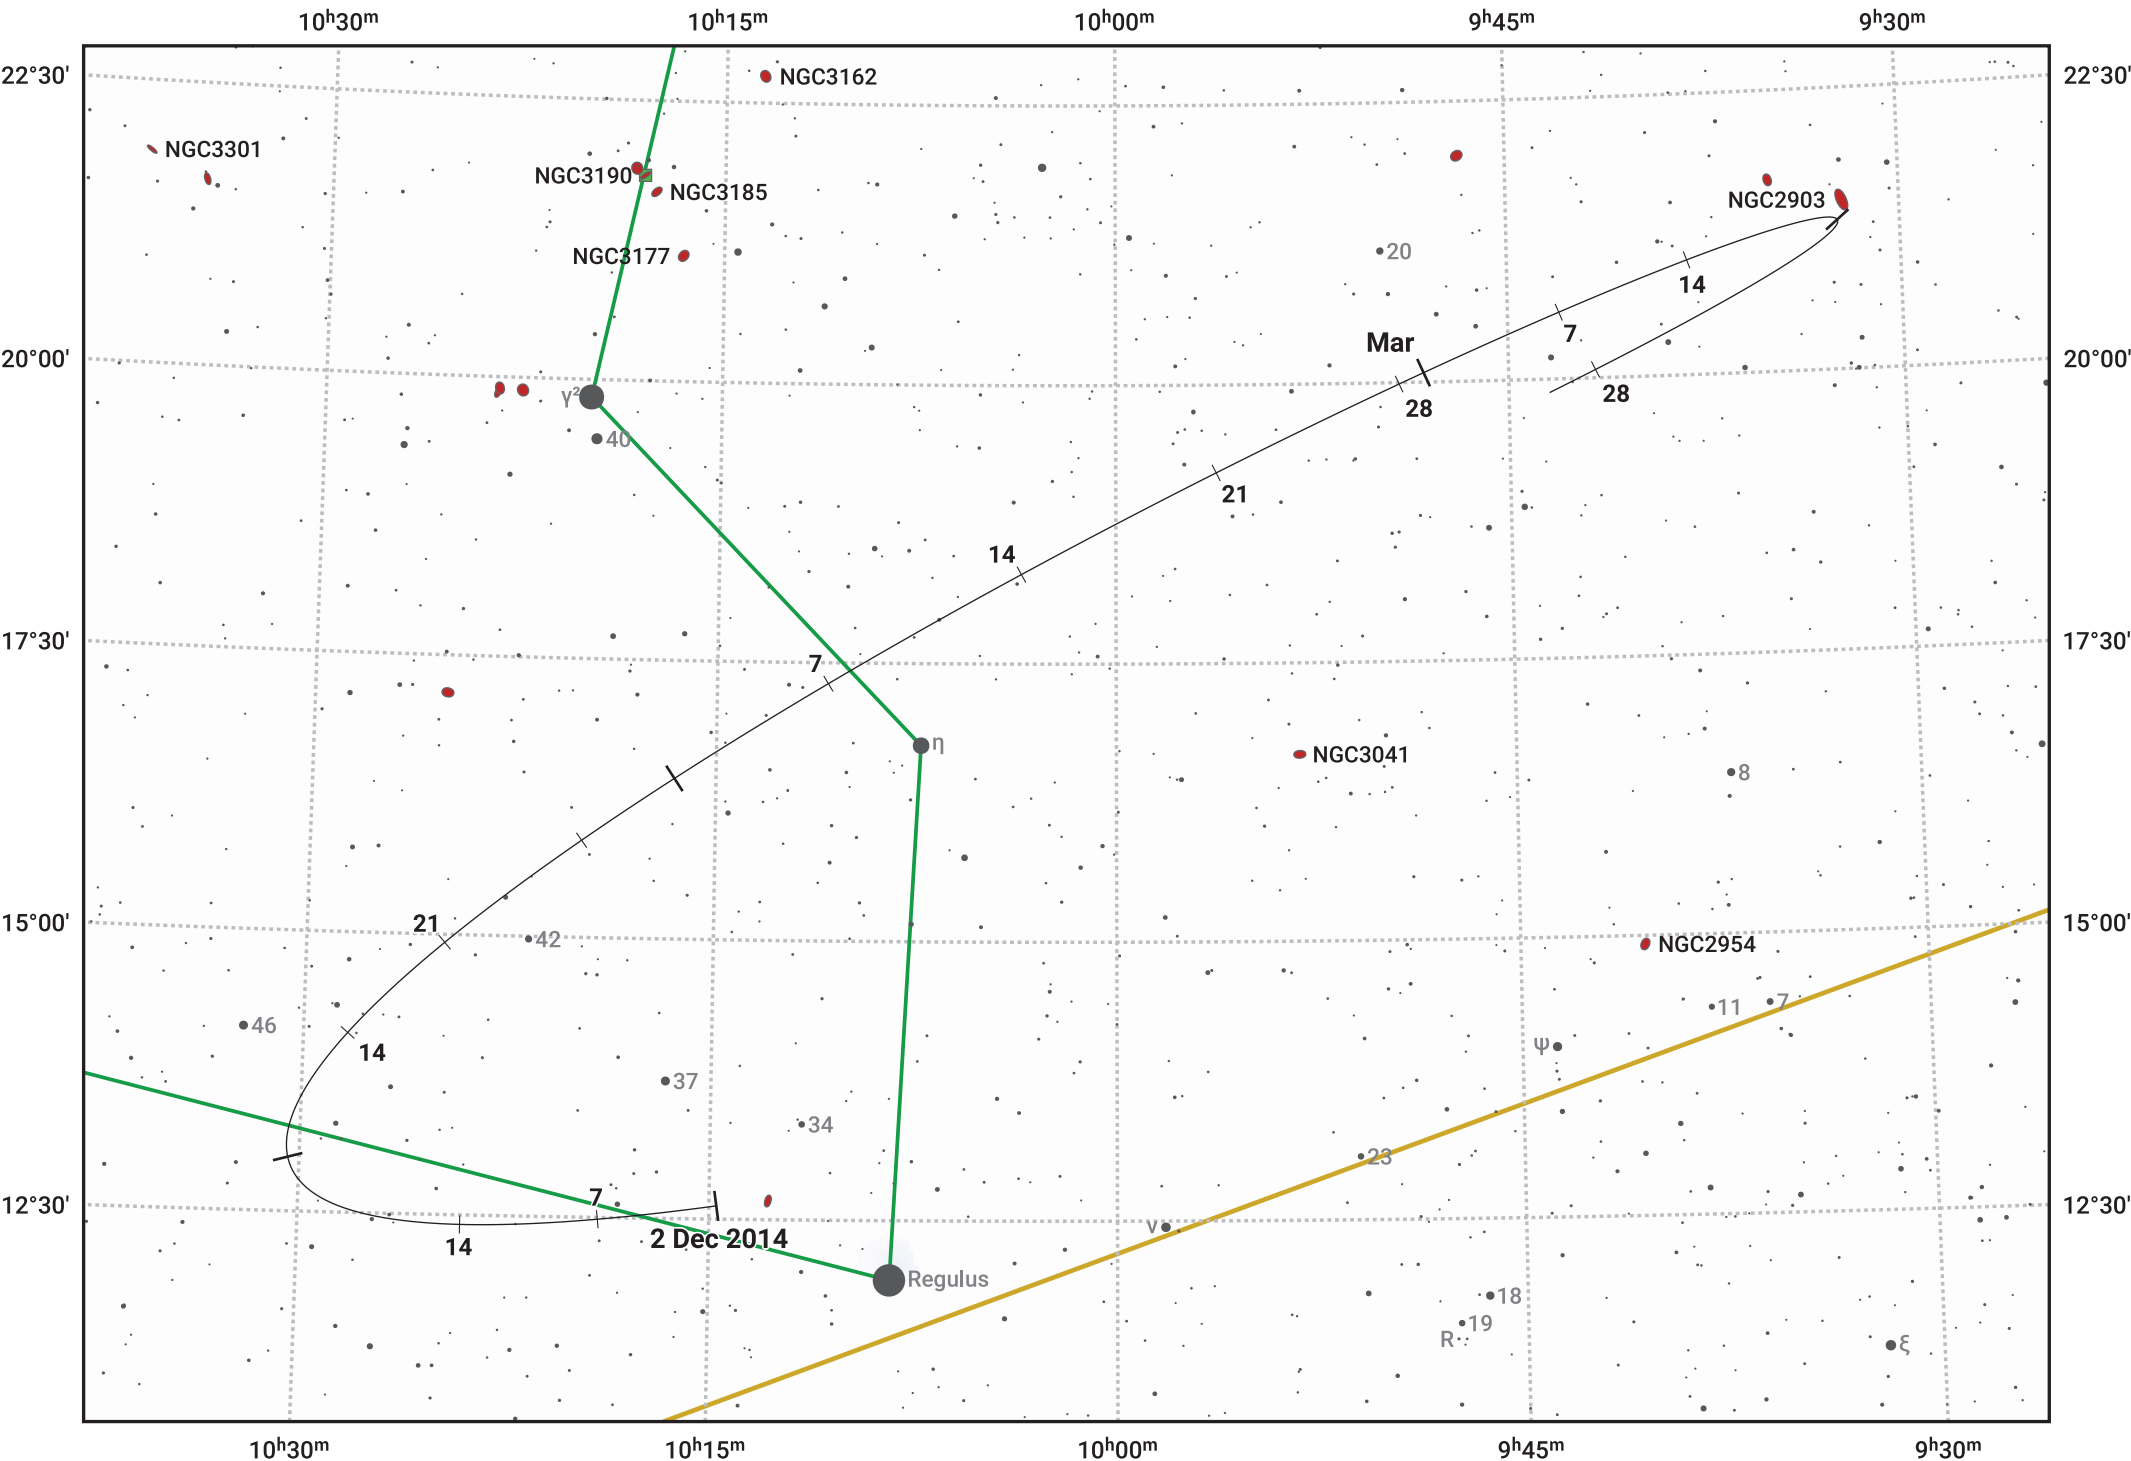 10ʰ30ᵐ 10ʰ15ᵐ 10ʰ00ᵐ 9ʰ45ᵐ 9ʰ30ᵐ
22°30' NGC3162 22°30'
NGC3301
NGC3190
NGC3185 NGC2903
NGC3177 20
14
7
Mar
20°00' 20°00'
γ² 28 28
40
21
14
17°30' 17°30'
7
η
NGC3041 8
15°00' 21 15°00'
42 NGC2954
11 7
46 ψ
14
37
34
23
12°30' 7 12°30'
ν
14 2 Dec 2014
Regulus
18
19
R ξ
10ʰ30ᵐ 10ʰ15ᵐ 10ʰ00ᵐ 9ʰ45ᵐ 9ʰ30ᵐ